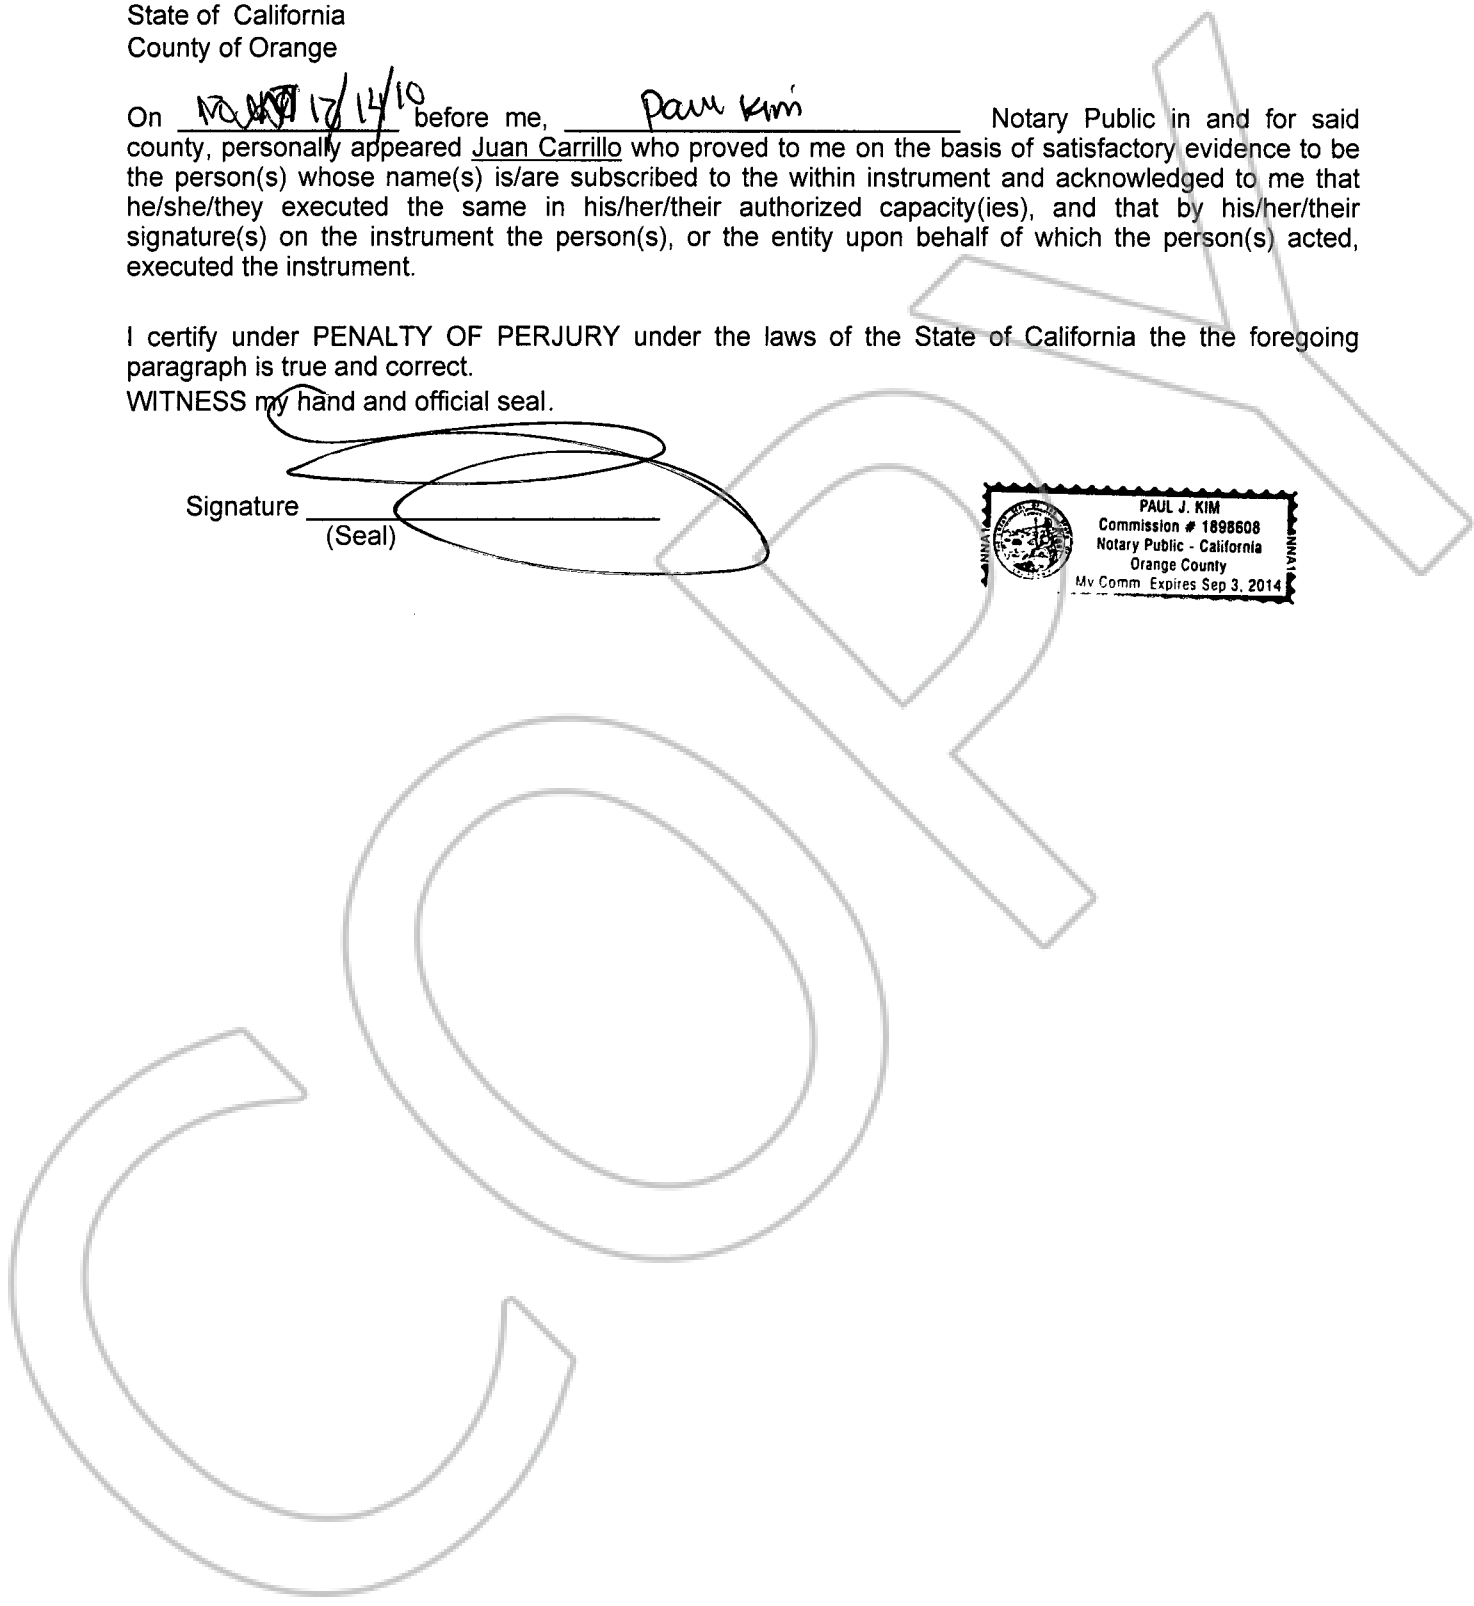 State of California
County of Orange
On 12/14/10 before me, Paul Kim Notary Public in and for said
county, personally appeared Juan Carrillo who proved to me on the basis of satisfactory evidence to be
the person(s) whose name(s) is/are subscribed to the within instrument and acknowledged to me that
he/she/they executed the same in his/her/their authorized capacity(ies), and that by his/her/their
signature(s) on the instrument the person(s), or the entity upon behalf of which the person(s) acted,
executed the instrument.
I certify under PENALTY OF PERJURY under the laws of the State of California the the foregoing
paragraph is true and correct.
WITNESS my hand and official seal.
Signature
(Seal)
PAUL J. KIM
Commission # 1898608
Notary Public - California
Orange County
My Comm Expires Sep 3, 2014
NNA1
NNA1
COPY